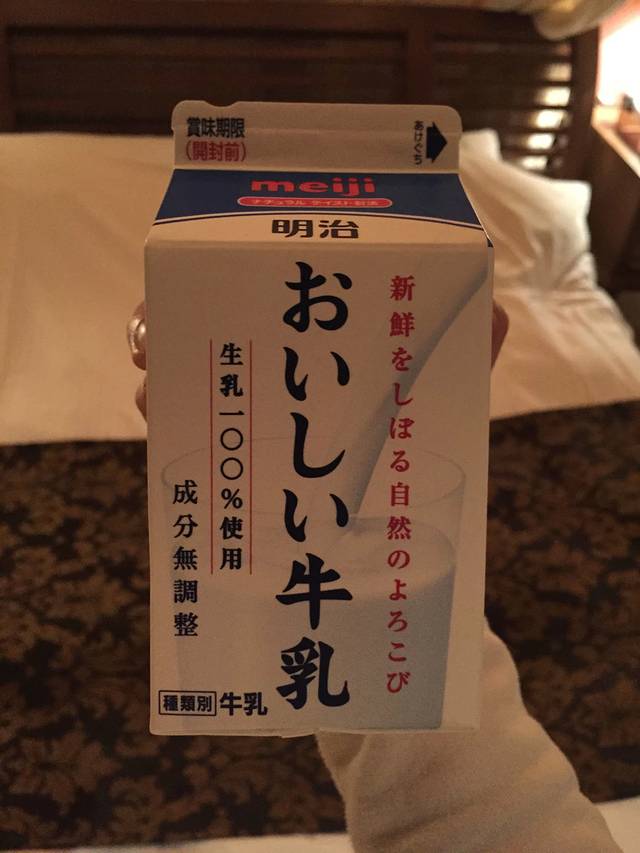 賞味期限
(開封前)
あけぐち
meiji
ナチュラル テイスト製法
明治
新鮮をしぼる自然のよろこび
おいしい牛乳
生乳一〇〇%使用
成分無調整
種類別 牛乳